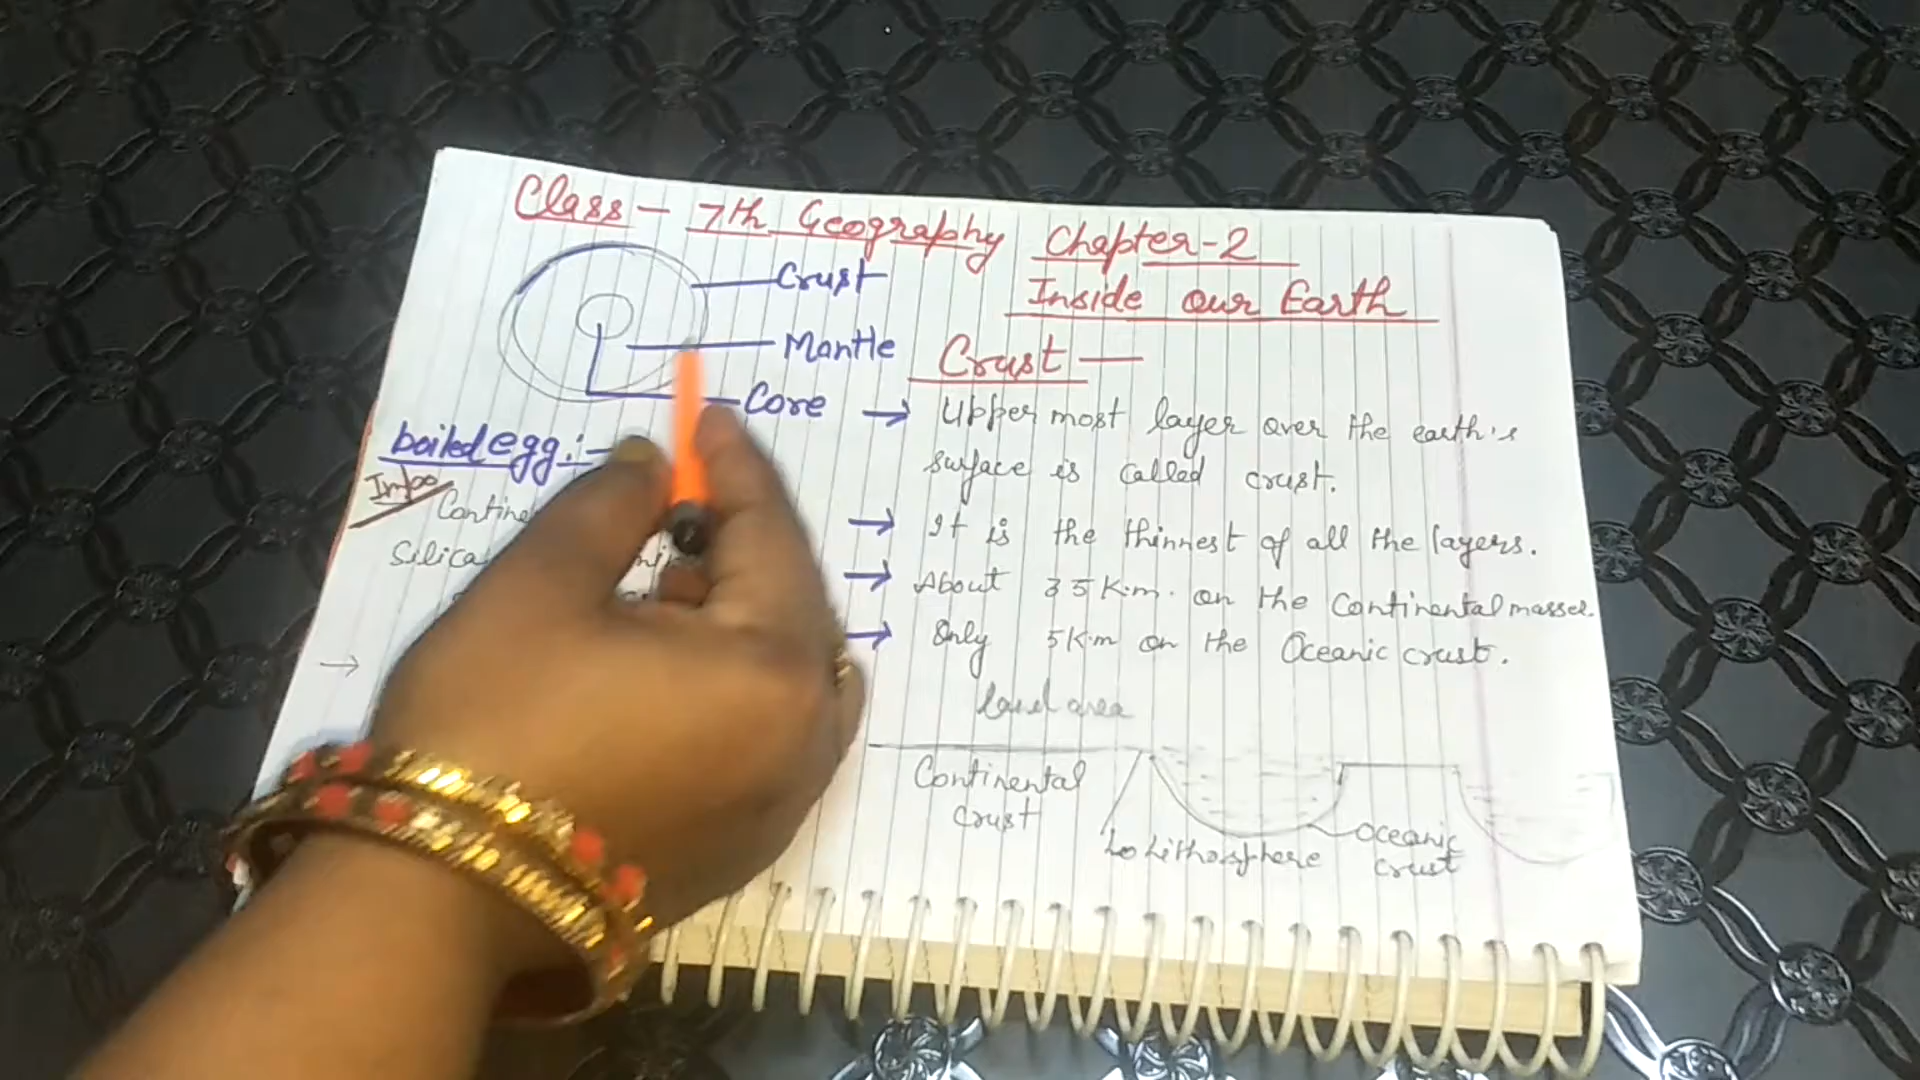 Class - 7th Geography Chapter-2
Inside our Earth
Crust
Mantle
Core
boiled egg :-
Impo
Silica
Crust —
→ Upper most layer over the earth's
surface is called crust.
→ It is the thinnest of all the layers.
→ About 35 K.m. on the Continental masses.
→ Only 5 K.m on the Oceanic crust.
→
land area
Continental
crust
Lithosphere
Oceanic
crust